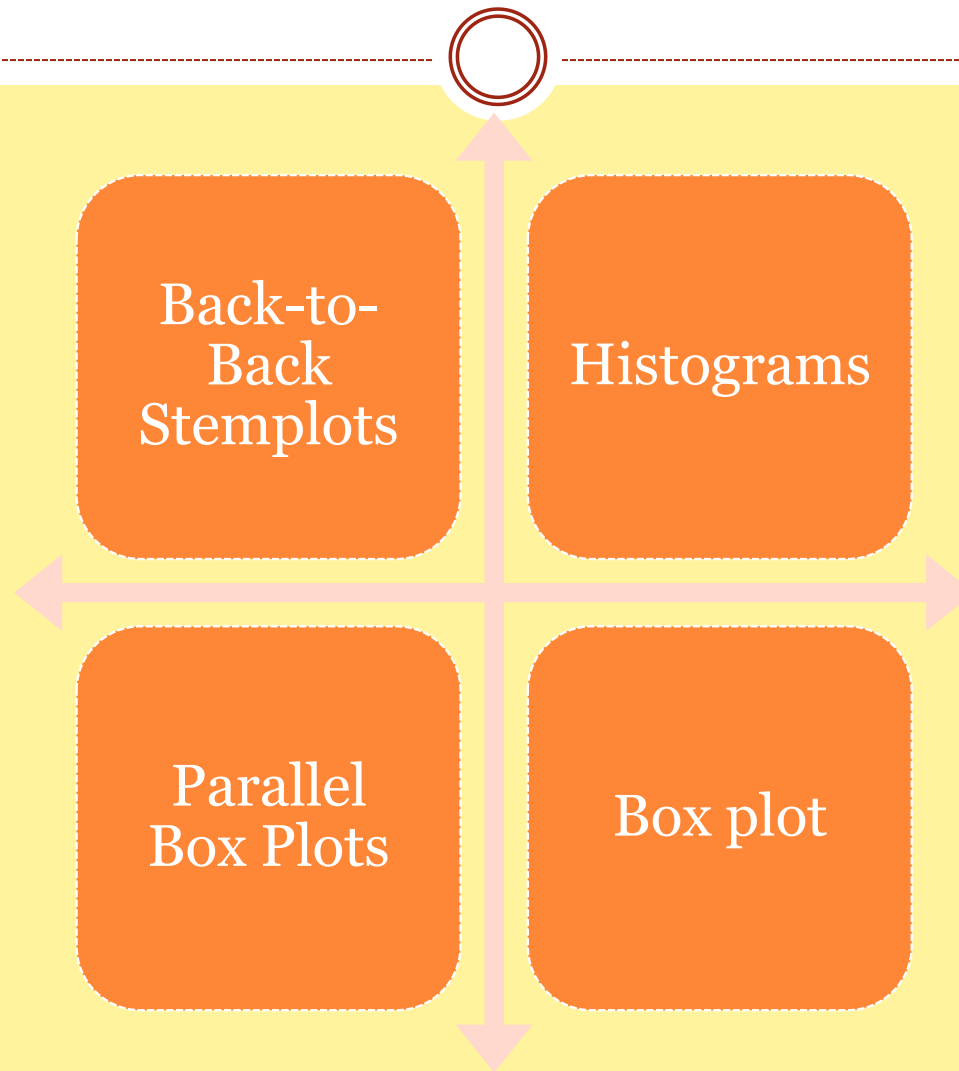 Back-to-
Back
Stemplots
Histograms
Parallel
Box Plots
Box plot